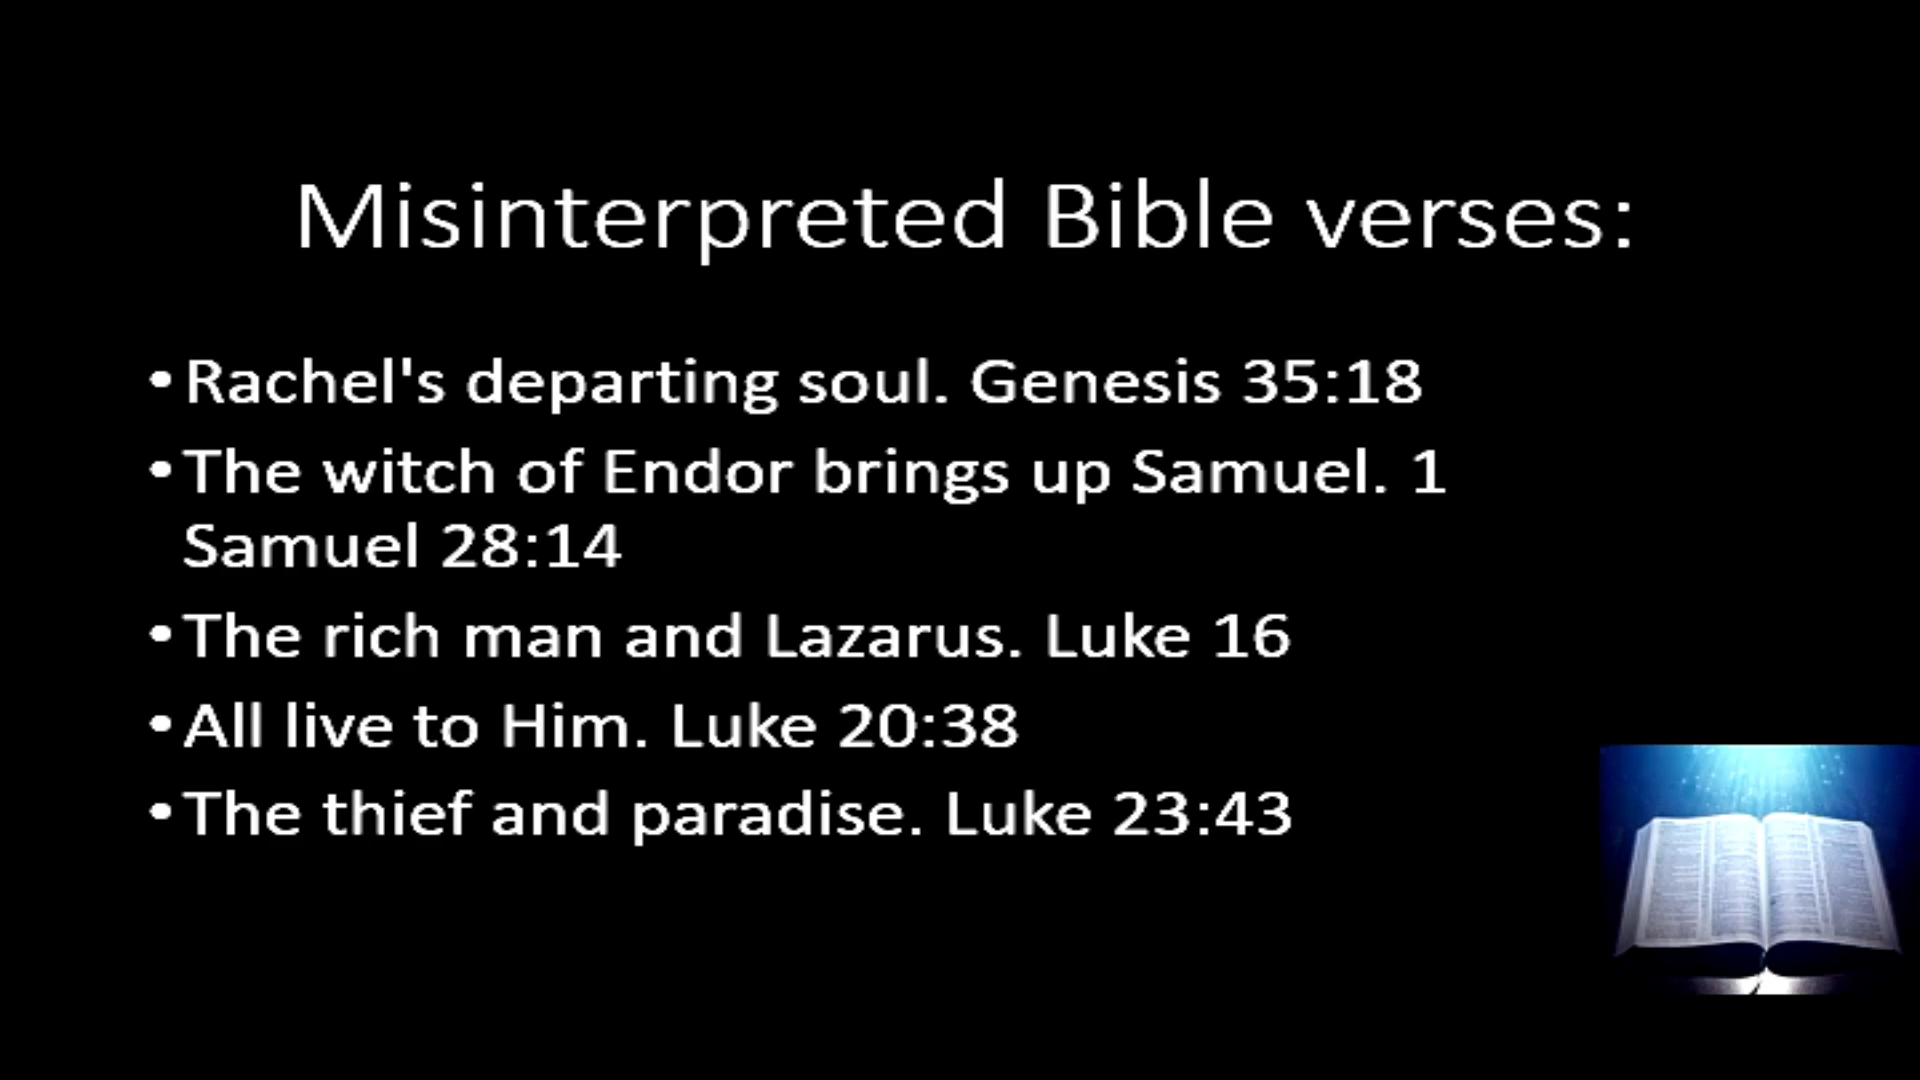 Misinterpreted Bible verses:
•Rachel's departing soul. Genesis 35:18
•The witch of Endor brings up Samuel. 1
Samuel 28:14
•The rich man and Lazarus. Luke 16
•All live to Him. Luke 20:38
•The thief and paradise. Luke 23:43